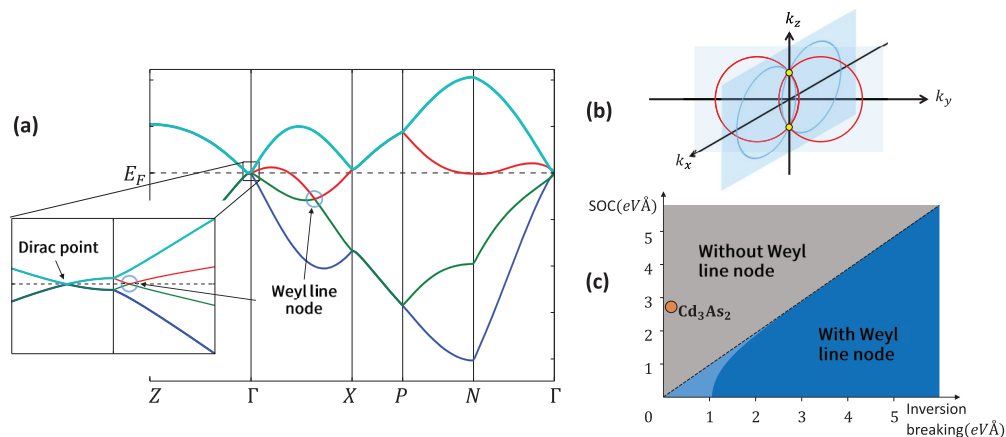 (a)
E_F
Dirac point
Weyl line
node
Z Γ X P N Γ
(b)
k_z
k_y
k_x
(c)
SOC(eVÅ)
5
4
3
2
1
0
1 2 3 4 5
Without Weyl
line node
Cd₃As₂
With Weyl
line node
Inversion
breaking(eVÅ)